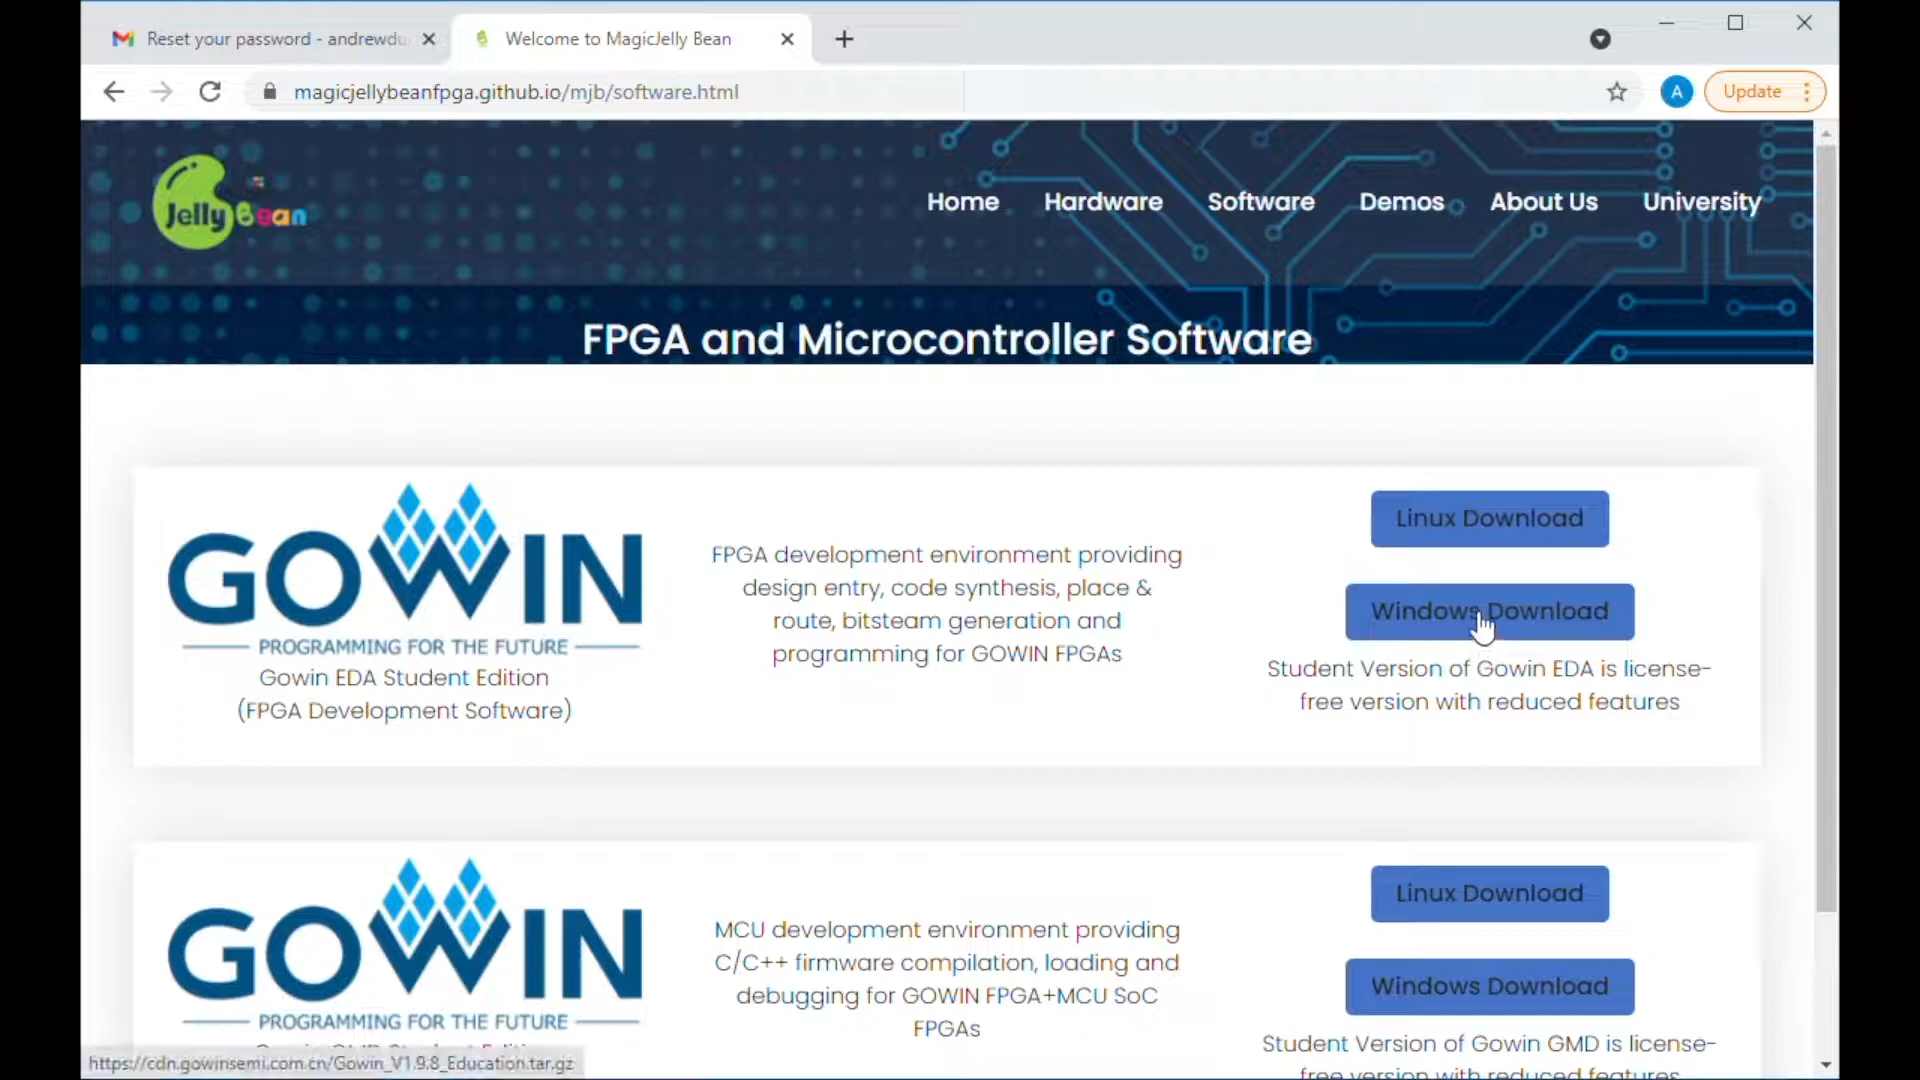 Reset your password - andrewdu
Welcome to MagicJelly Bean
magicjellybeanfpga.github.io/mjb/software.html
A
Update
Jelly Bean
Home
Hardware
Software
Demos
About Us
University
FPGA and Microcontroller Software
GOWIN
PROGRAMMING FOR THE FUTURE
Gowin EDA Student Edition
(FPGA Development Software)
FPGA development environment providing
design entry, code synthesis, place &
route, bitsteam generation and
programming for GOWIN FPGAs
Linux Download
Windows Download
Student Version of Gowin EDA is license-
free version with reduced features
GOWIN
PROGRAMMING FOR THE FUTURE
MCU development environment providing
C/C++ firmware compilation, loading and
debugging for GOWIN FPGA+MCU SoC
FPGAs
Linux Download
Windows Download
Student Version of Gowin GMD is license-
free version with reduced features
https://cdn.gowinsemi.com.cn/Gowin_V1.9.8_Education.tar.gz